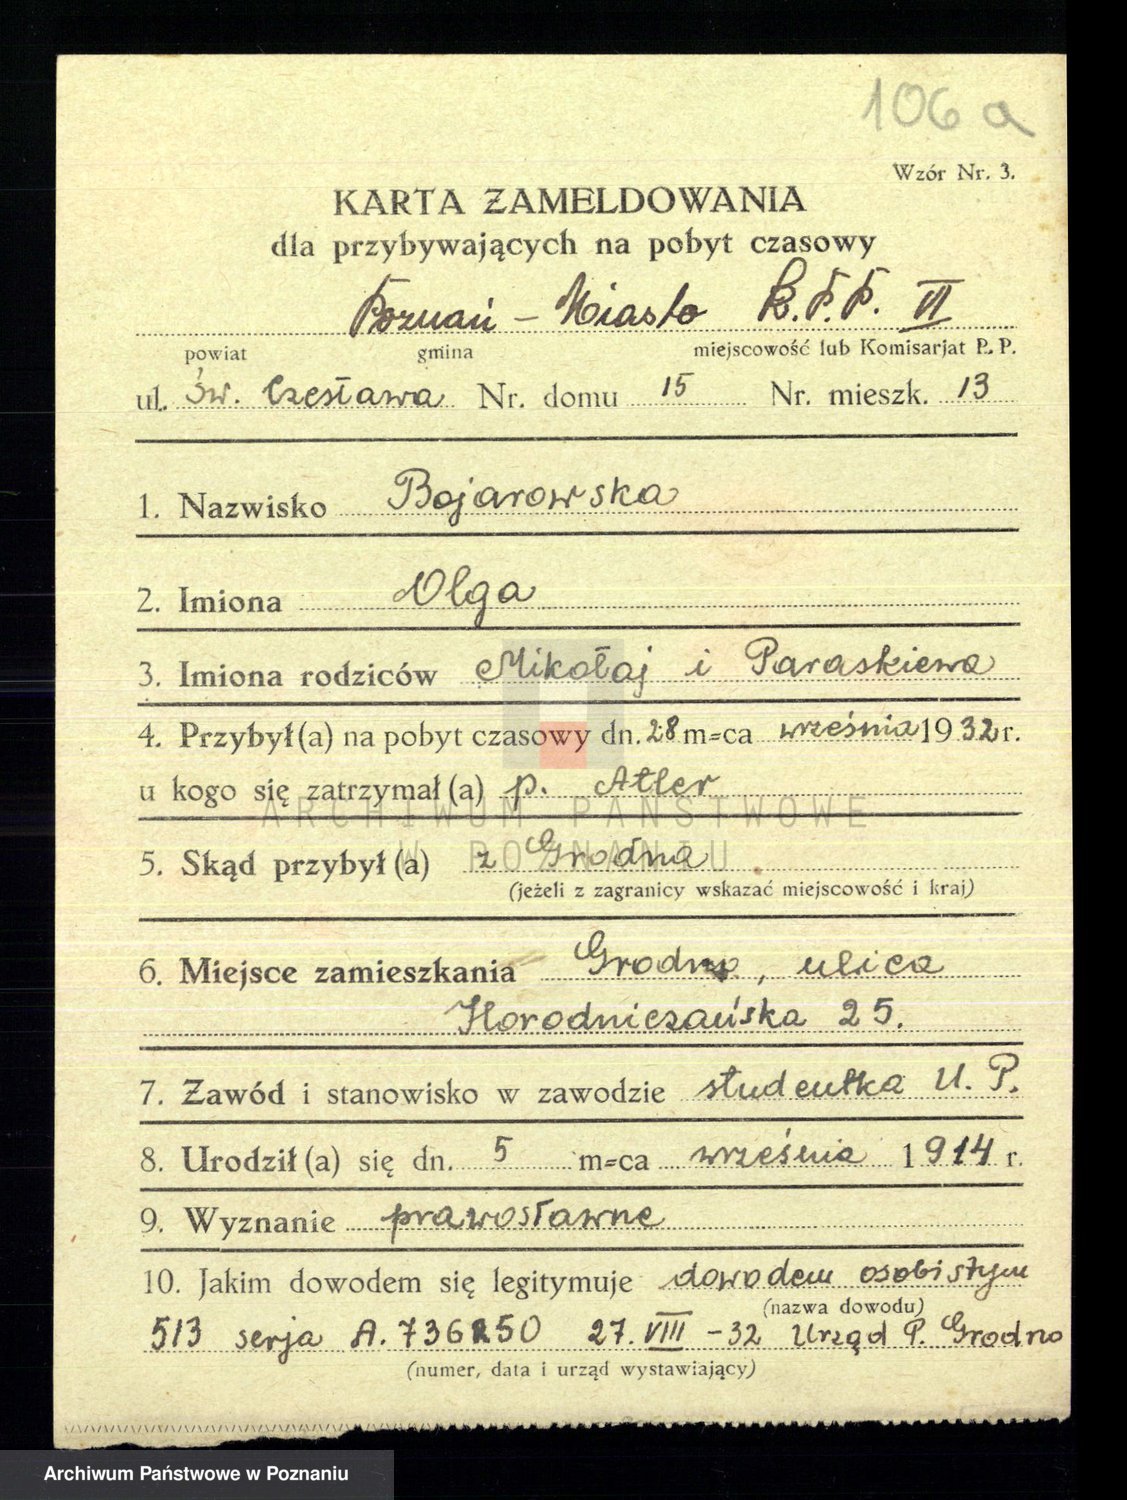 106 a
Wzór Nr. 3.
KARTA ZAMELDOWANIA
dla przybywających na pobyt czasowy
Poznań – Miasto K.P.P. VII
powiat gmina miejscowość lub Komisarjat P. P.
ul. Św. Czesława Nr. domu 15 Nr. mieszk. 13
1. Nazwisko Bojarowska
2. Imiona Olga
3. Imiona rodziców Mikołaj i Paraskiewa
4. Przybył(a) na pobyt czasowy dn. 28 m=ca września 1932 r.
u kogo się zatrzymał(a) p. Atler
ARCHIWUM PAŃSTWOWE
W POZNANIU
5. Skąd przybył(a) z Grodna
(jeżeli z zagranicy wskazać miejscowość i kraj)
6. Miejsce zamieszkania Grodno, ulica
Horodniczańska 25.
7. Zawód i stanowisko w zawodzie studentka U. P.
8. Urodził(a) się dn. 5 m=ca września 1914 r.
9. Wyznanie prawosławne
10. Jakim dowodem się legitymuje dowodem osobistym
(nazwa dowodu)
513 serja A. 736250 27. VIII – 32 Urząd P. Grodno
(numer, data i urząd wystawiający)
Archiwum Państwowe w Poznaniu